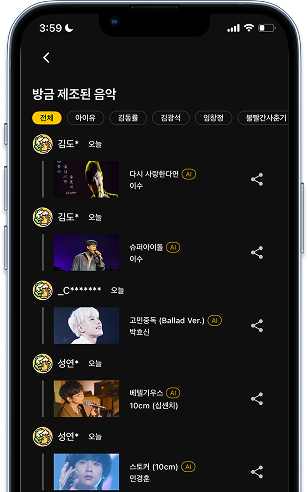 3:59
방금 제조된 음악
전체 아이유 김동률 김광석 임창정 볼빨간사춘기
김도* 오늘
다시 사랑한다면 AI
이수
김도* 오늘
슈퍼아이돌 AI
이수
_C******* 오늘
고민중독 (Ballad Ver.) AI
박효신
성연* 오늘
베텔기우스 AI
10cm (십센치)
성연* 오늘
스토커 (10cm) AI
민경훈